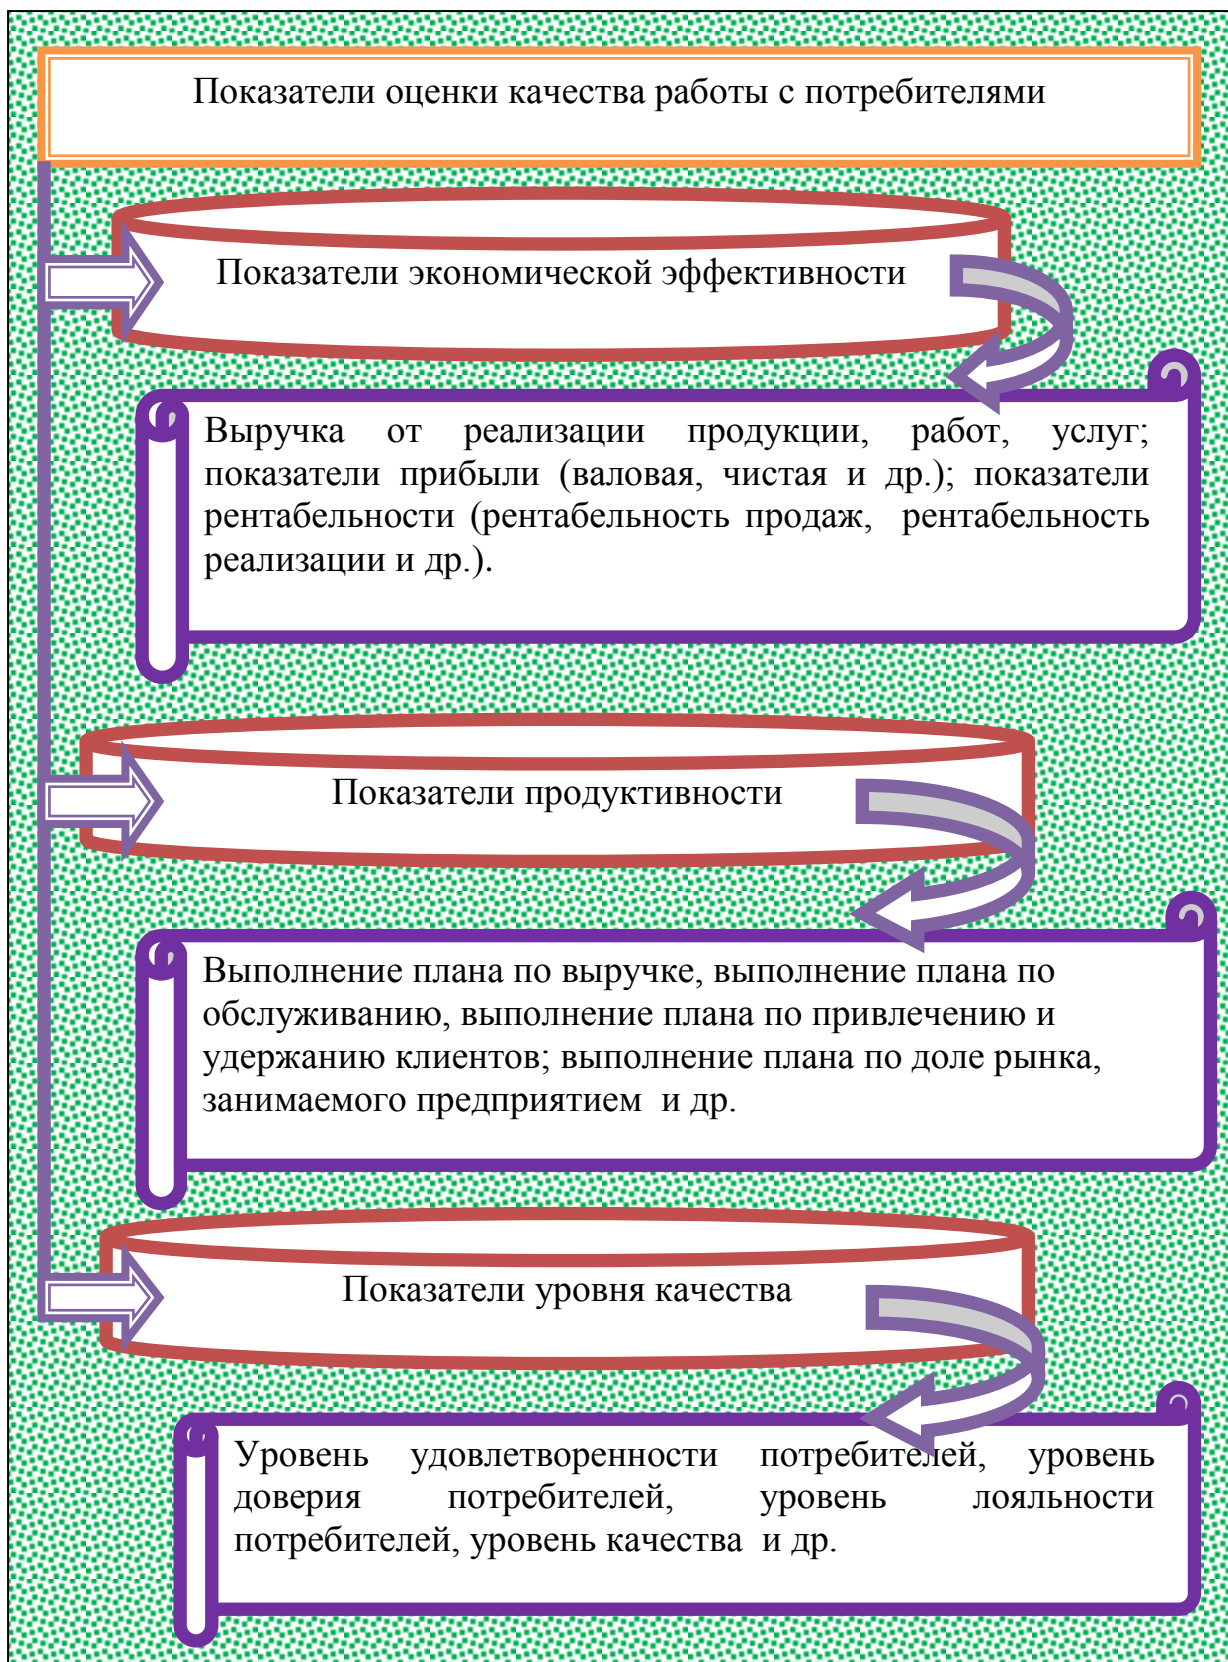 Показатели оценки качества работы с потребителями
Показатели экономической эффективности
Выручка от реализации продукции, работ, услуг;
показатели прибыли (валовая, чистая и др.); показатели
рентабельности (рентабельность продаж, рентабельность
реализации и др.).
Показатели продуктивности
Выполнение плана по выручке, выполнение плана по
обслуживанию, выполнение плана по привлечению и
удержанию клиентов; выполнение плана по доле рынка,
занимаемого предприятием и др.
Показатели уровня качества
Уровень удовлетворенности потребителей, уровень
доверия потребителей, уровень лояльности
потребителей, уровень качества и др.